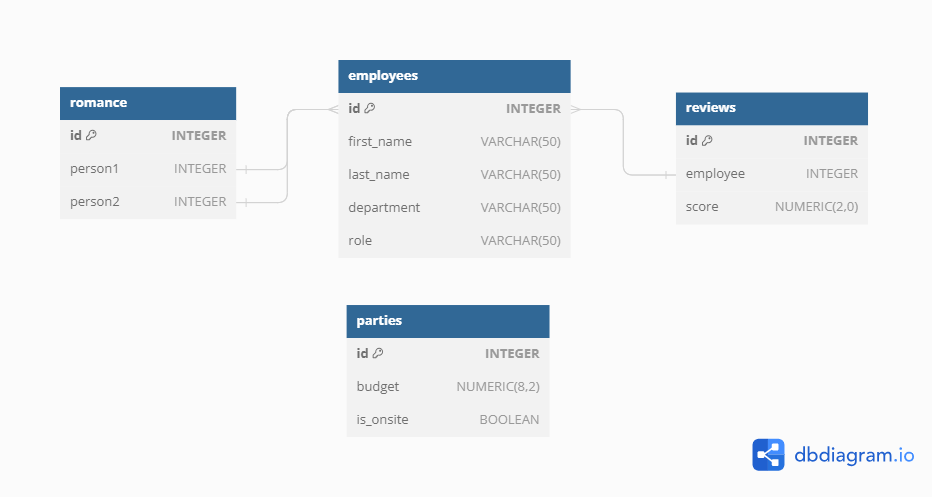 romance
id INTEGER
person1 INTEGER
person2 INTEGER
employees
id INTEGER
first_name VARCHAR(50)
last_name VARCHAR(50)
department VARCHAR(50)
role VARCHAR(50)
reviews
id INTEGER
employee INTEGER
score NUMERIC(2,0)
parties
id INTEGER
budget NUMERIC(8,2)
is_onsite BOOLEAN
dbdiagram.io